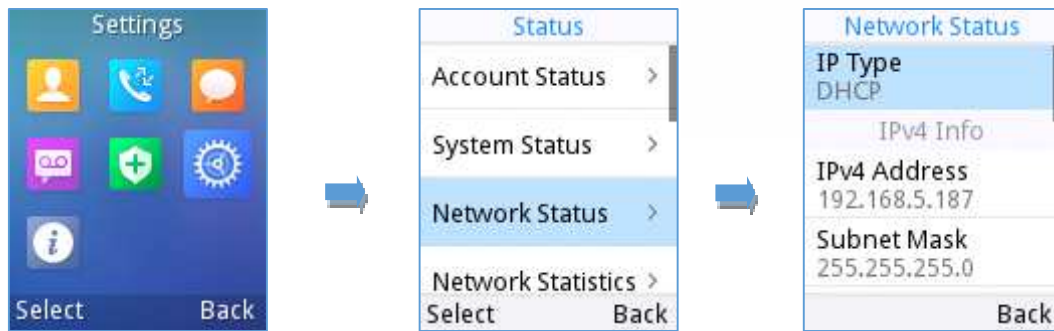 Settings
Select Back
Status
Account Status >
System Status >
Network Status >
Network Statistics >
Select Back
Network Status
IP Type
DHCP
IPv4 Info
IPv4 Address
192.168.5.187
Subnet Mask
255.255.255.0
Back